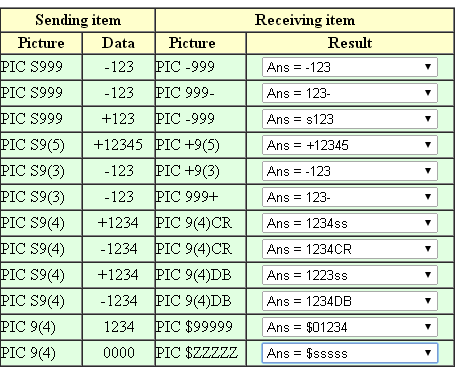 Sending item Receiving item
Picture Data Picture Result
PIC S999 -123 PIC -999 Ans = -123
PIC S999 -123 PIC 999- Ans = 123-
PIC S999 +123 PIC -999 Ans = s123
PIC S9(5) +12345 PIC +9(5) Ans = +12345
PIC S9(3) -123 PIC +9(3) Ans = -123
PIC S9(3) -123 PIC 999+ Ans = 123-
PIC S9(4) +1234 PIC 9(4)CR Ans = 1234ss
PIC S9(4) -1234 PIC 9(4)CR Ans = 1234CR
PIC S9(4) +1234 PIC 9(4)DB Ans = 1223ss
PIC S9(4) -1234 PIC 9(4)DB Ans = 1234DB
PIC 9(4) 1234 PIC $99999 Ans = $01234
PIC 9(4) 0000 PIC $ZZZZZ Ans = $sssss